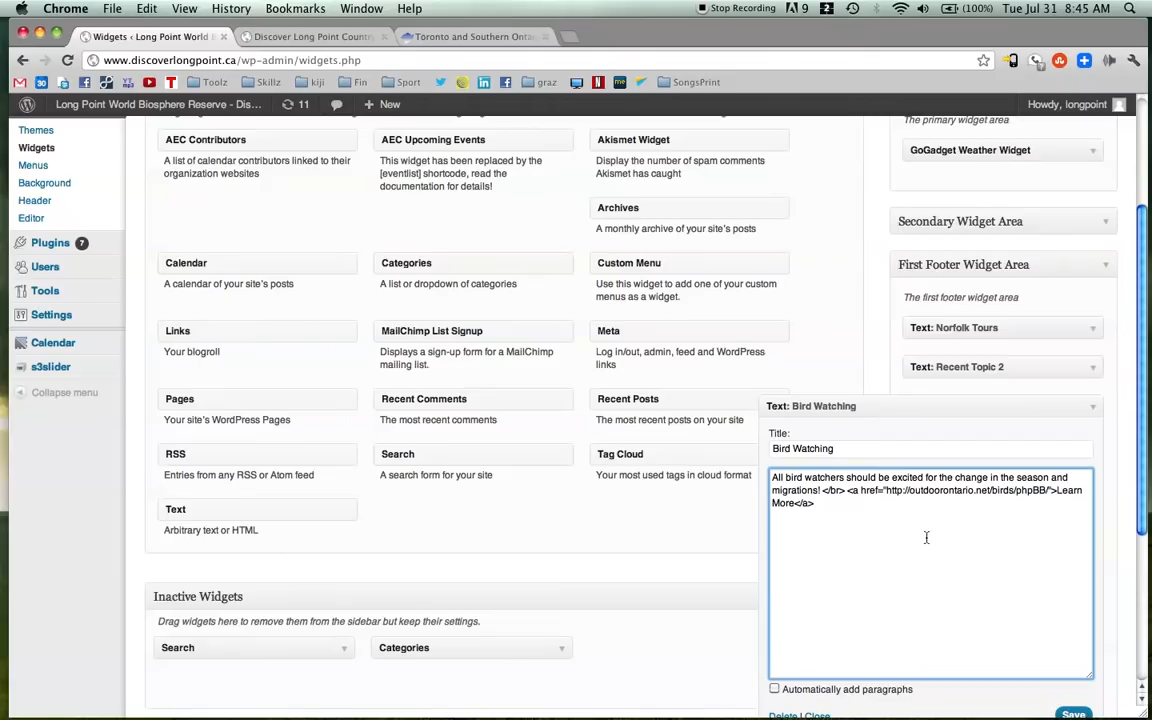 Chrome File Edit View History Bookmarks Window Help Stop Recording 9 2 (100%) Tue Jul 31 8:45 AM
Widgets ‹ Long Point World B Discover Long Point Country Toronto and Southern Onta
www.discoverlongpoint.ca/wp-admin/widgets.php
30 Toolz Skillz kiji Fin Sport graz SongsPrint
Long Point World Biosphere Reserve - Dis... 11 New Howdy, longpoint
Themes
Widgets
Menus
Background
Header
Editor
Plugins 7
Users
Tools
Settings
Calendar
s3slider
Collapse menu
AEC Contributors
A list of calendar contributors linked to their
organization websites
AEC Upcoming Events
This widget has been replaced by the
[eventlist] shortcode, read the
documentation for details!
Akismet Widget
Display the number of spam comments
Akismet has caught
Archives
A monthly archive of your site's posts
Calendar
A calendar of your site's posts
Categories
A list or dropdown of categories
Custom Menu
Use this widget to add one of your custom
menus as a widget.
Links
Your blogroll
MailChimp List Signup
Displays a sign-up form for a MailChimp
mailing list.
Meta
Log in/out, admin, feed and WordPress
links
Pages
Your site's WordPress Pages
Recent Comments
The most recent comments
Recent Posts
The most recent posts on your site
RSS
Entries from any RSS or Atom feed
Search
A search form for your site
Tag Cloud
Your most used tags in cloud format
Text
Arbitrary text or HTML
Inactive Widgets
Drag widgets here to remove them from the sidebar but keep their settings.
Search
Categories
The primary widget area
GoGadget Weather Widget
Secondary Widget Area
First Footer Widget Area
The first footer widget area
Text: Norfolk Tours
Text: Recent Topic 2
Text: Bird Watching
Title:
Bird Watching
All bird watchers should be excited for the change in the season and
migrations! </br> <a href="http://outdoorontario.net/birds/phpBB/">Learn
More</a>
Automatically add paragraphs
Delete | Close
Save